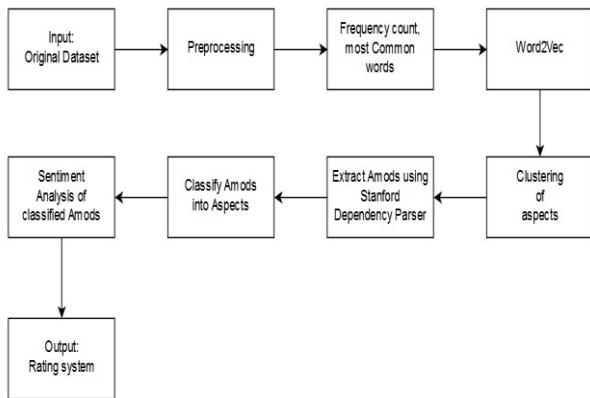 Input:
Original Dataset
Preprocessing
Frequency count,
most Common
words
Word2Vec
Clustering
of
aspects
Extract Amods using
Stanford
Dependency Parser
Classify Amods
into Aspects
Sentiment
Analysis of
classified Amods
Output:
Rating system